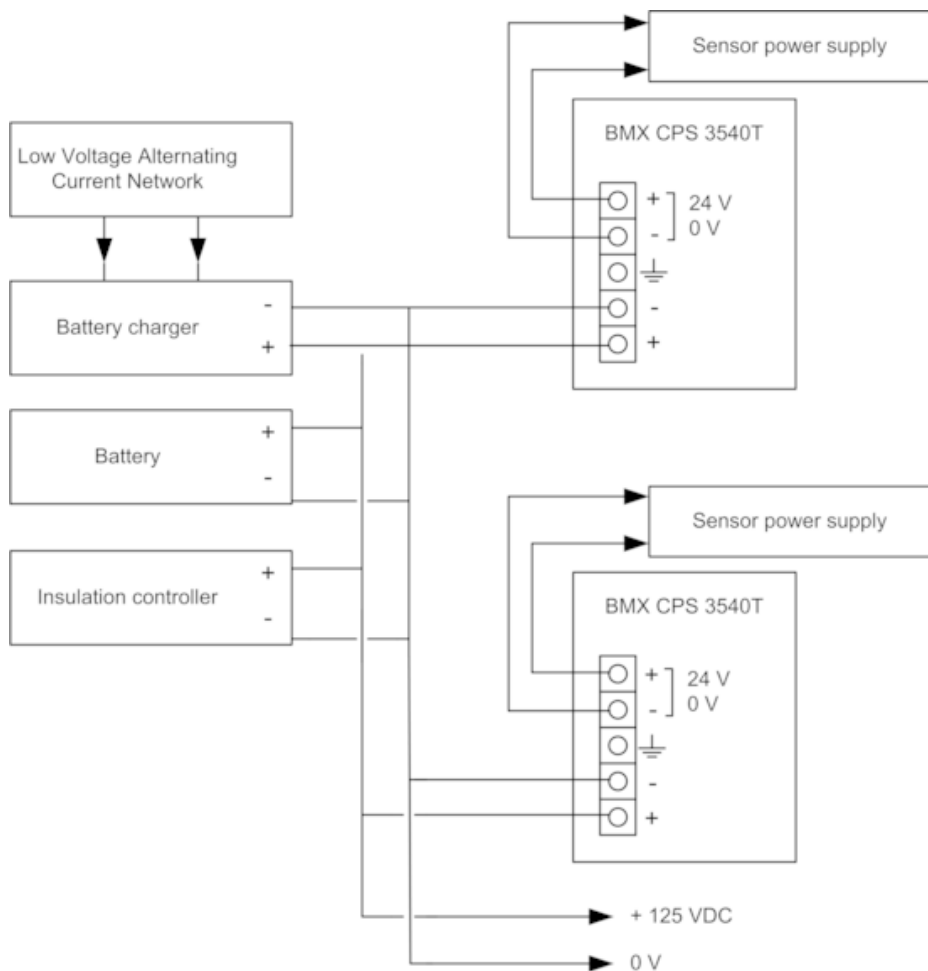 Sensor power supply
BMX CPS 3540T
Low Voltage Alternating
Current Network
+ 24 V
- 0 V
-
+
Battery charger
-
+
Battery
+
-
Insulation controller
+
-
Sensor power supply
BMX CPS 3540T
+ 24 V
- 0 V
-
+
+ 125 VDC
0 V